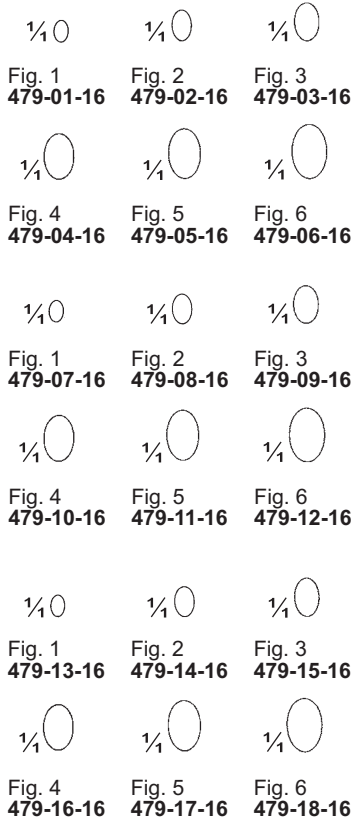 ¹⁄₁ ¹⁄₁ ¹⁄₁
Fig. 1 Fig. 2 Fig. 3
479-01-16 479-02-16 479-03-16
¹⁄₁ ¹⁄₁ ¹⁄₁
Fig. 4 Fig. 5 Fig. 6
479-04-16 479-05-16 479-06-16
¹⁄₁ ¹⁄₁ ¹⁄₁
Fig. 1 Fig. 2 Fig. 3
479-07-16 479-08-16 479-09-16
¹⁄₁ ¹⁄₁ ¹⁄₁
Fig. 4 Fig. 5 Fig. 6
479-10-16 479-11-16 479-12-16
¹⁄₁ ¹⁄₁ ¹⁄₁
Fig. 1 Fig. 2 Fig. 3
479-13-16 479-14-16 479-15-16
¹⁄₁ ¹⁄₁ ¹⁄₁
Fig. 4 Fig. 5 Fig. 6
479-16-16 479-17-16 479-18-16